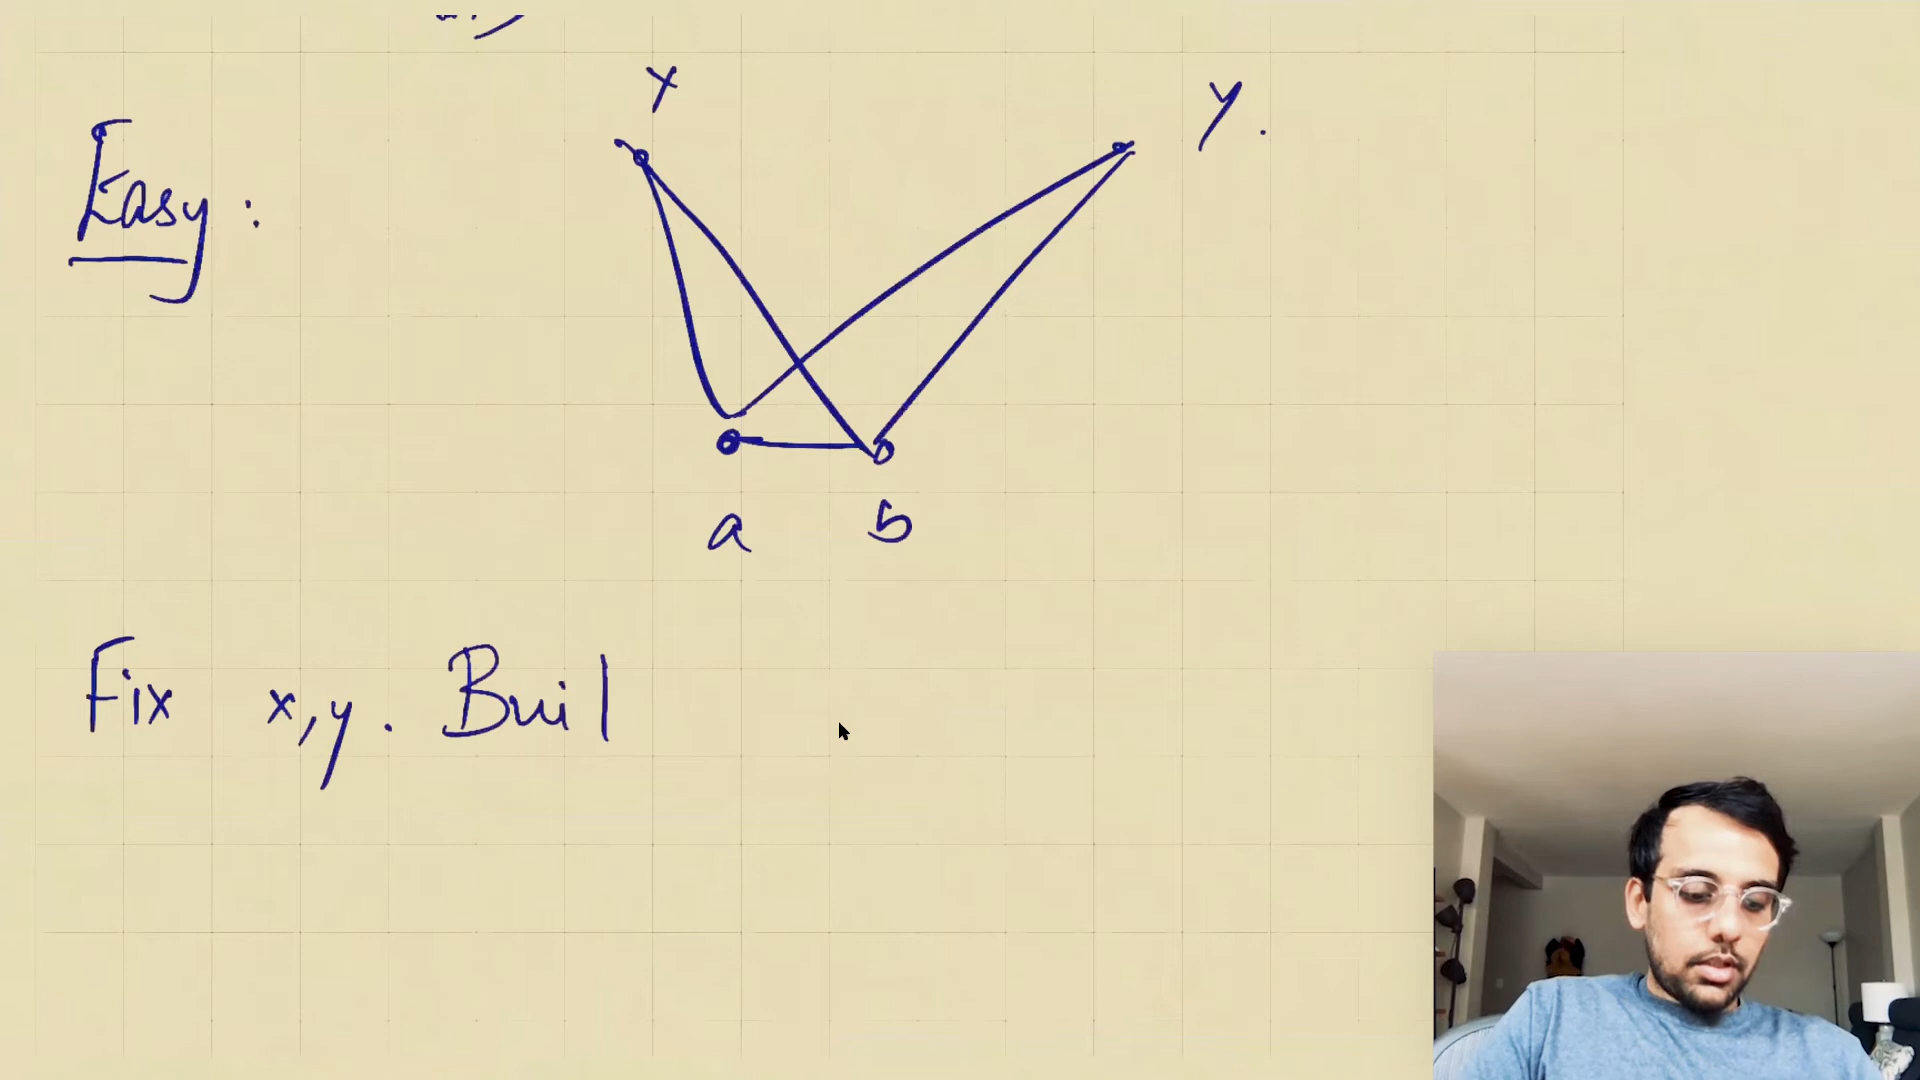 x
y.
Easy:
a b
Fix x,y. Buil